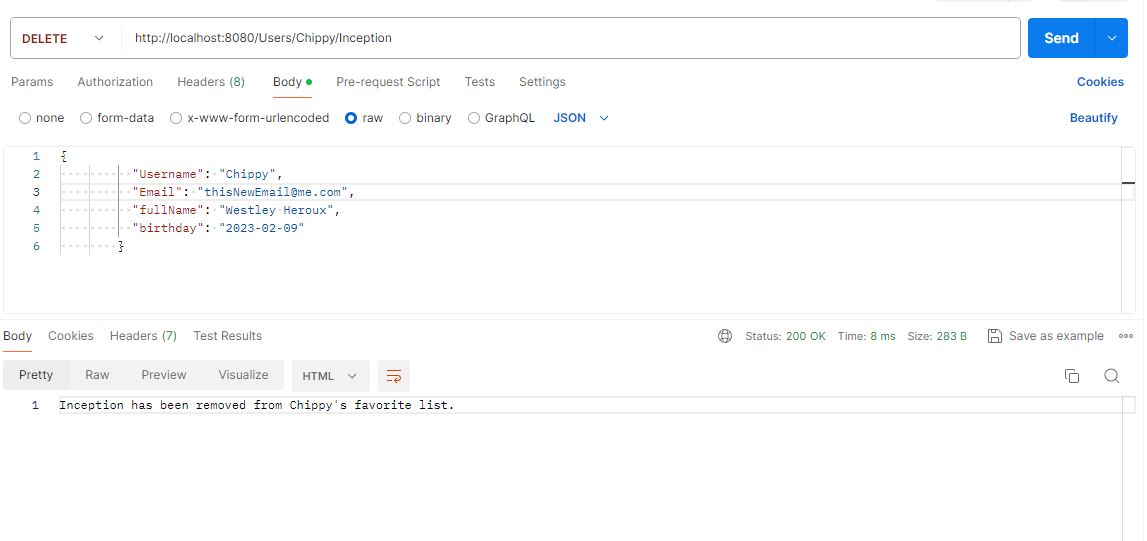 DELETE http://localhost:8080/Users/Chippy/Inception Send
Params Authorization Headers (8) Body Pre-request Script Tests Settings Cookies
none form-data x-www-form-urlencoded raw binary GraphQL JSON Beautify
1 {
2 "Username": "Chippy",
3 "Email": "thisNewEmail@me.com",
4 "fullName": "Westley Heroux",
5 "birthday": "2023-02-09"
6 }
Body Cookies Headers (7) Test Results Status: 200 OK Time: 8 ms Size: 283 B Save as example
Pretty Raw Preview Visualize HTML
1 Inception has been removed from Chippy's favorite list.